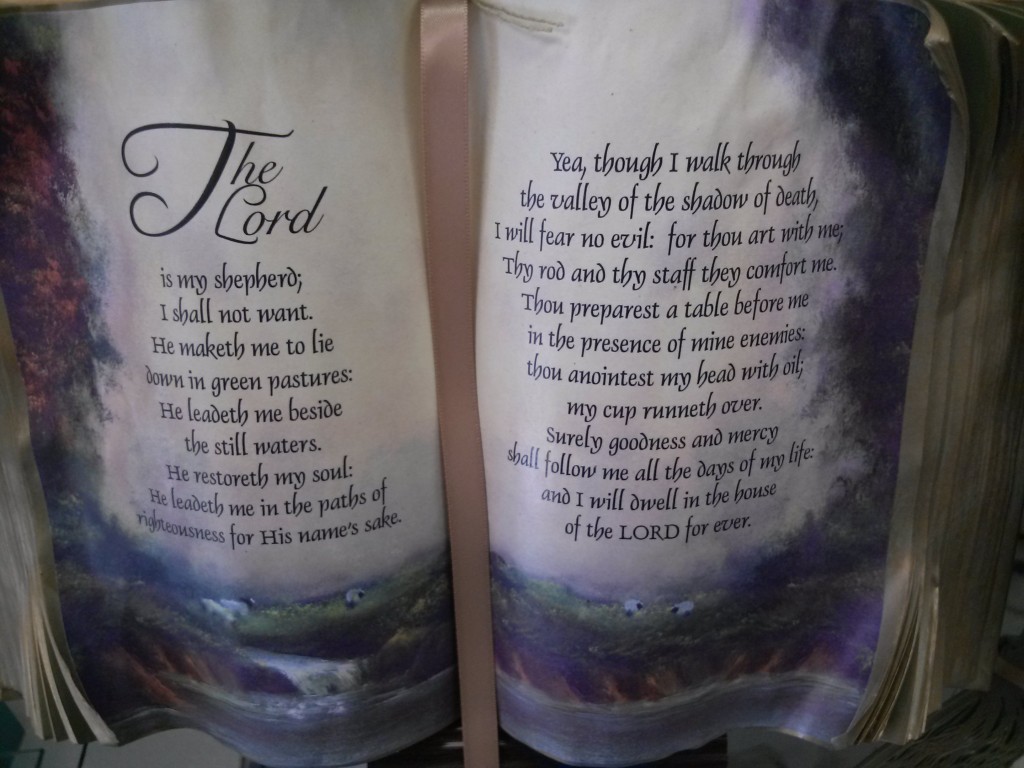 The
Lord
is my shepherd;
I shall not want.
He maketh me to lie
down in green pastures:
He leadeth me beside
the still waters.
He restoreth my soul:
He leadeth me in the paths of
righteousness for His name's sake.
Yea, though I walk through
the valley of the shadow of death,
I will fear no evil: for thou art with me;
Thy rod and thy staff they comfort me.
Thou preparest a table before me
in the presence of mine enemies:
thou anointest my head with oil;
my cup runneth over.
Surely goodness and mercy
shall follow me all the days of my life:
and I will dwell in the house
of the LORD for ever.